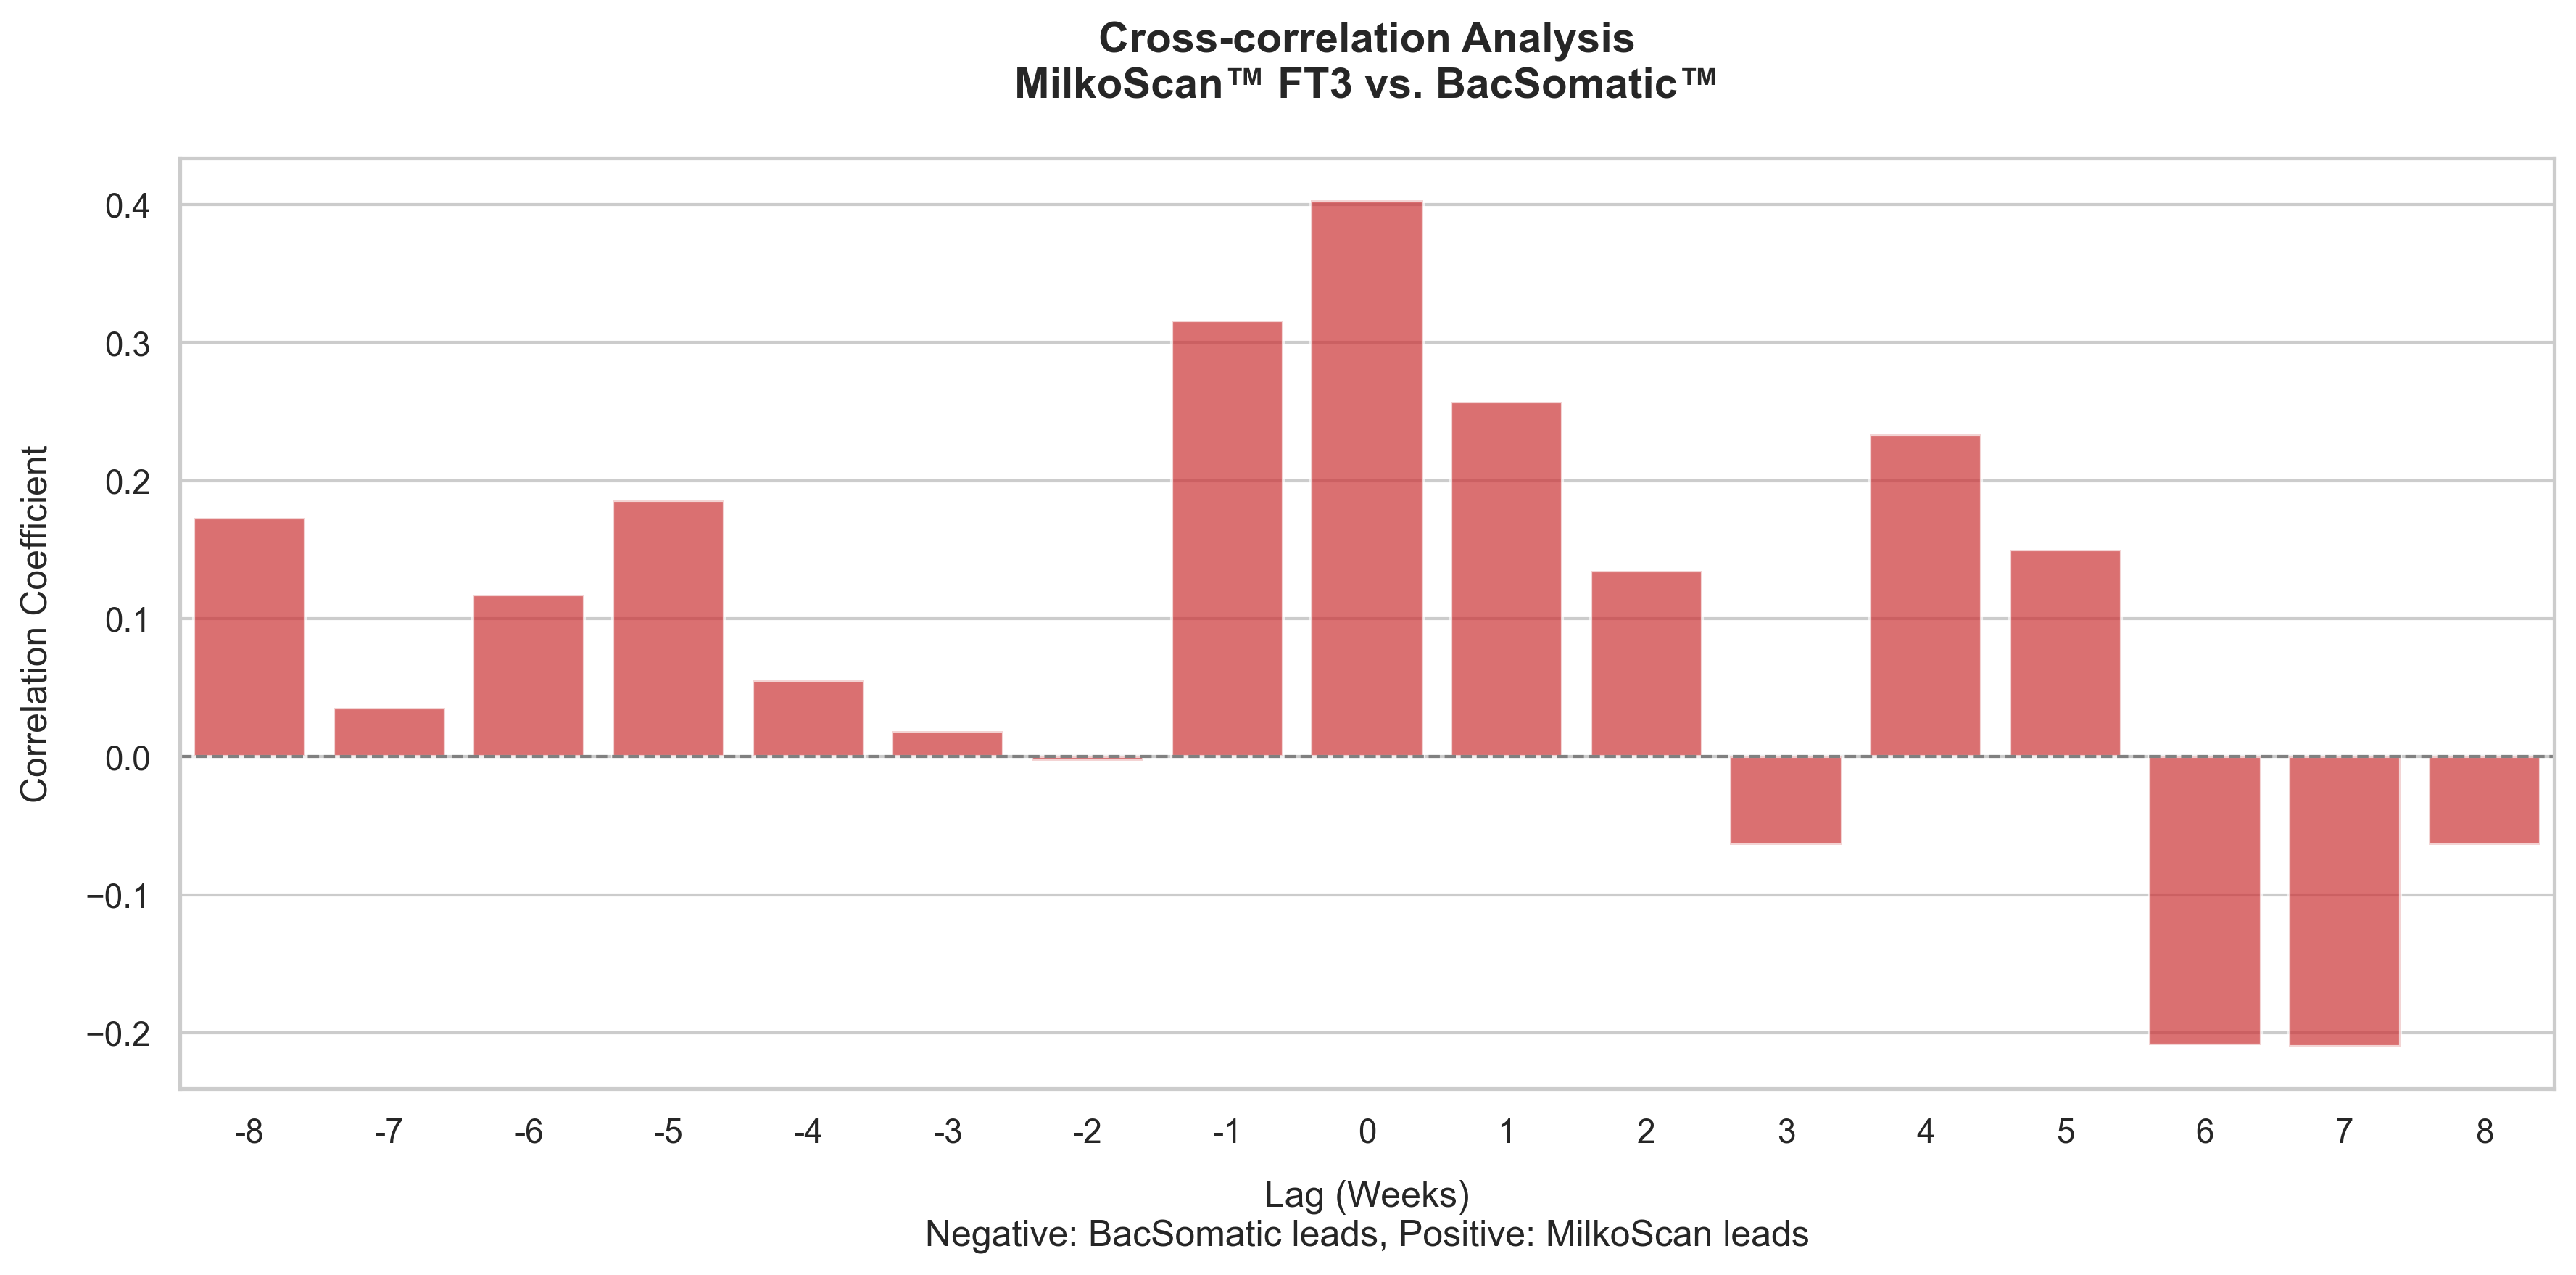 Cross-correlation Analysis
MilkoScan™ FT3 vs. BacSomatic™
Correlation Coefficient
0.4
0.3
0.2
0.1
0.0
−0.1
−0.2
-8 -7 -6 -5 -4 -3 -2 -1 0 1 2 3 4 5 6 7 8
Lag (Weeks)
Negative: BacSomatic leads, Positive: MilkoScan leads